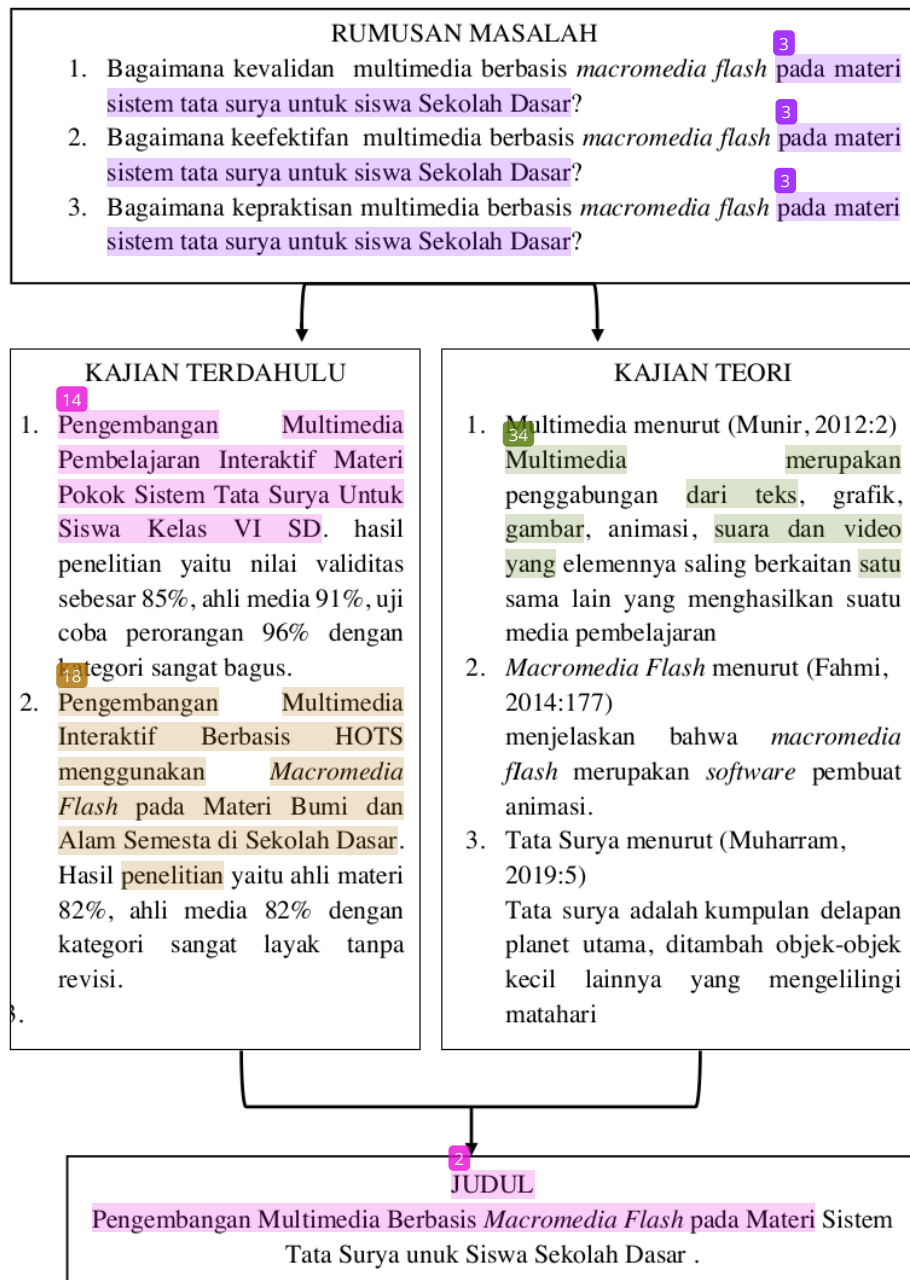 RUMUSAN MASALAH
3
1. Bagaimana kevalidan multimedia berbasis macromedia flash pada materi
sistem tata surya untuk siswa Sekolah Dasar?
3
2. Bagaimana keefektifan multimedia berbasis macromedia flash pada materi
sistem tata surya untuk siswa Sekolah Dasar?
3
3. Bagaimana kepraktisan multimedia berbasis macromedia flash pada materi
sistem tata surya untuk siswa Sekolah Dasar?
KAJIAN TERDAHULU
14
1. Pengembangan Multimedia
Pembelajaran Interaktif Materi
Pokok Sistem Tata Surya Untuk
Siswa Kelas VI SD. hasil
penelitian yaitu nilai validitas
sebesar 85%, ahli media 91%, uji
coba perorangan 96% dengan
kategori sangat bagus.
18
2. Pengembangan Multimedia
Interaktif Berbasis HOTS
menggunakan Macromedia
Flash pada Materi Bumi dan
Alam Semesta di Sekolah Dasar.
Hasil penelitian yaitu ahli materi
82%, ahli media 82% dengan
kategori sangat layak tanpa
revisi.
3.
KAJIAN TEORI
1. Multimedia menurut (Munir, 2012:2)
34
Multimedia merupakan
penggabungan dari teks, grafik,
gambar, animasi, suara dan video
yang elemennya saling berkaitan satu
sama lain yang menghasilkan suatu
media pembelajaran
2. Macromedia Flash menurut (Fahmi,
2014:177)
menjelaskan bahwa macromedia
flash merupakan software pembuat
animasi.
3. Tata Surya menurut (Muharram,
2019:5)
Tata surya adalah kumpulan delapan
planet utama, ditambah objek-objek
kecil lainnya yang mengelilingi
matahari
2
JUDUL
Pengembangan Multimedia Berbasis Macromedia Flash pada Materi Sistem
Tata Surya unuk Siswa Sekolah Dasar .